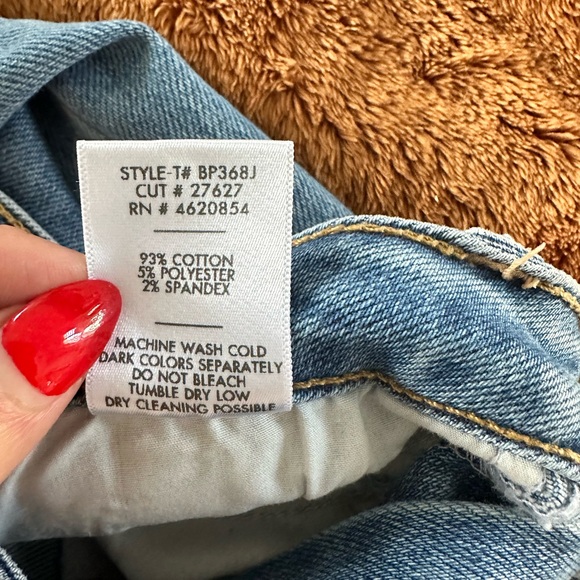 STYLE-T# BP368J
CUT # 27627
RN # 4620854
93% COTTON
5% POLYESTER
2% SPANDEX
MACHINE WASH COLD
DARK COLORS SEPARATELY
DO NOT BLEACH
TUMBLE DRY LOW
DRY CLEANING POSSIBLE